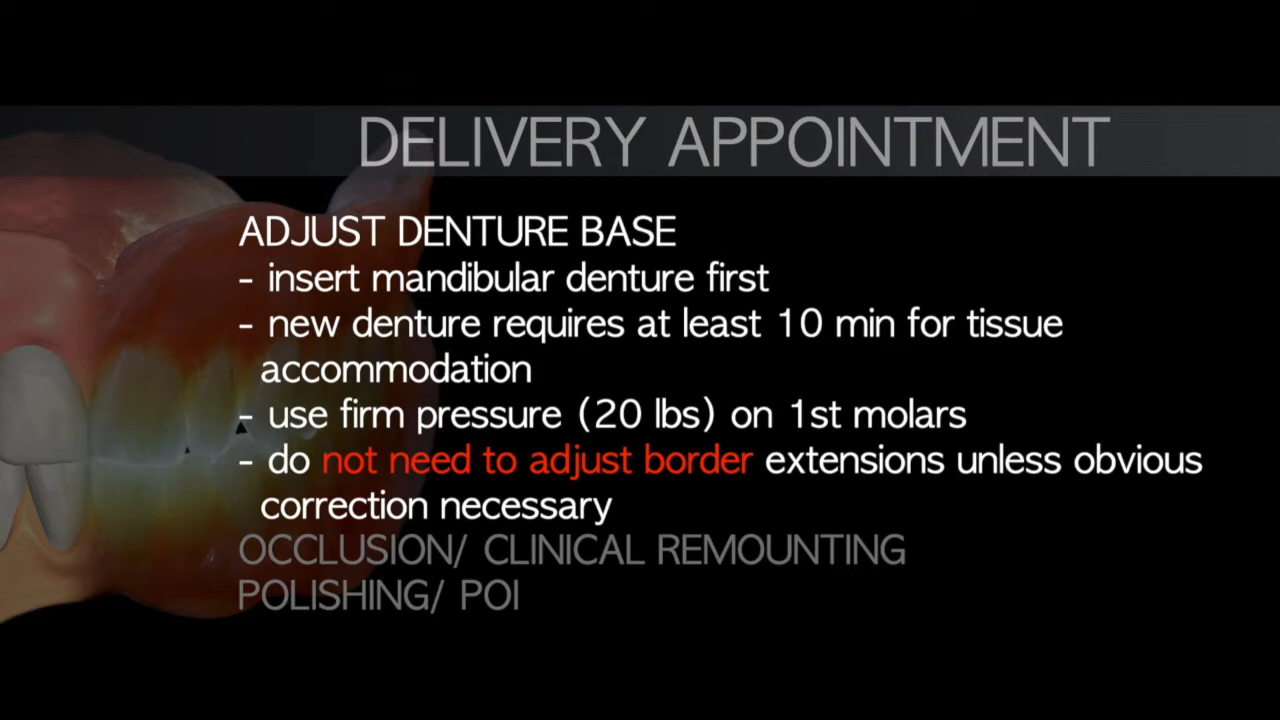 DELIVERY APPOINTMENT
ADJUST DENTURE BASE
- insert mandibular denture first
- new denture requires at least 10 min for tissue
accommodation
- use firm pressure (20 lbs) on 1st molars
- do not need to adjust border extensions unless obvious
correction necessary
OCCLUSION/ CLINICAL REMOUNTING
POLISHING/ POI